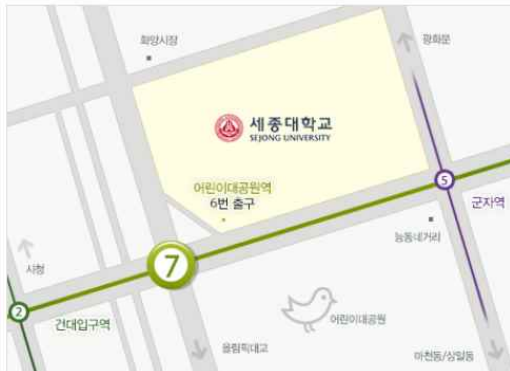 화양시장
광화문
세종대학교
SEJONG UNIVERSITY
어린이대공원역
6번 출구
5
군자역
능동네거리
시청
7
어린이대공원
2
건대입구역
올림픽대교
마천동/상일동